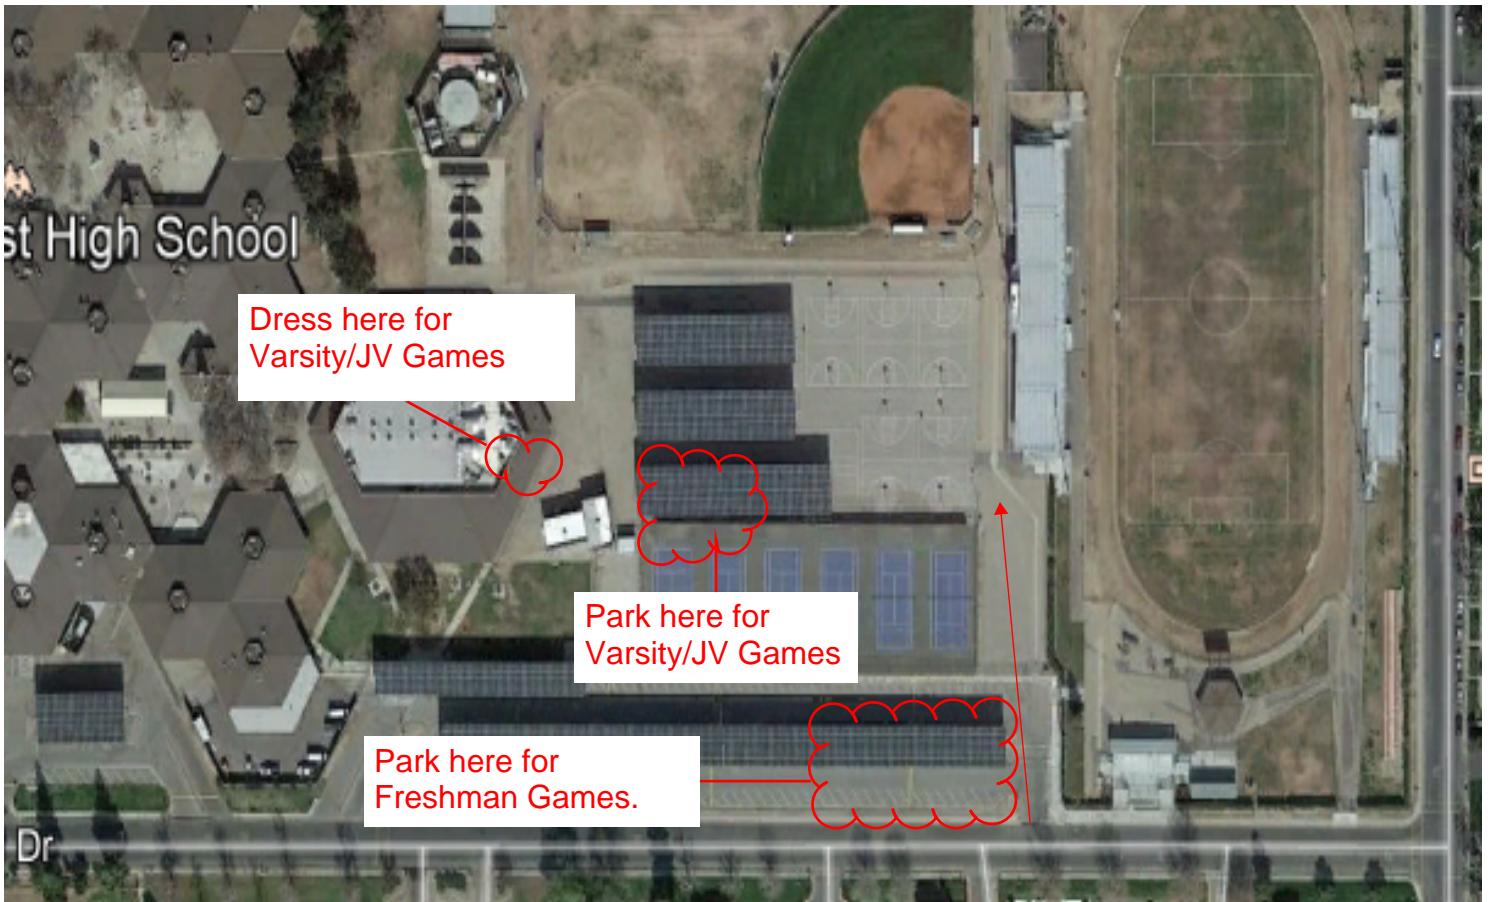 st High School
Dress here for
Varsity/JV Games
Park here for
Varsity/JV Games
Park here for
Freshman Games.
Dr